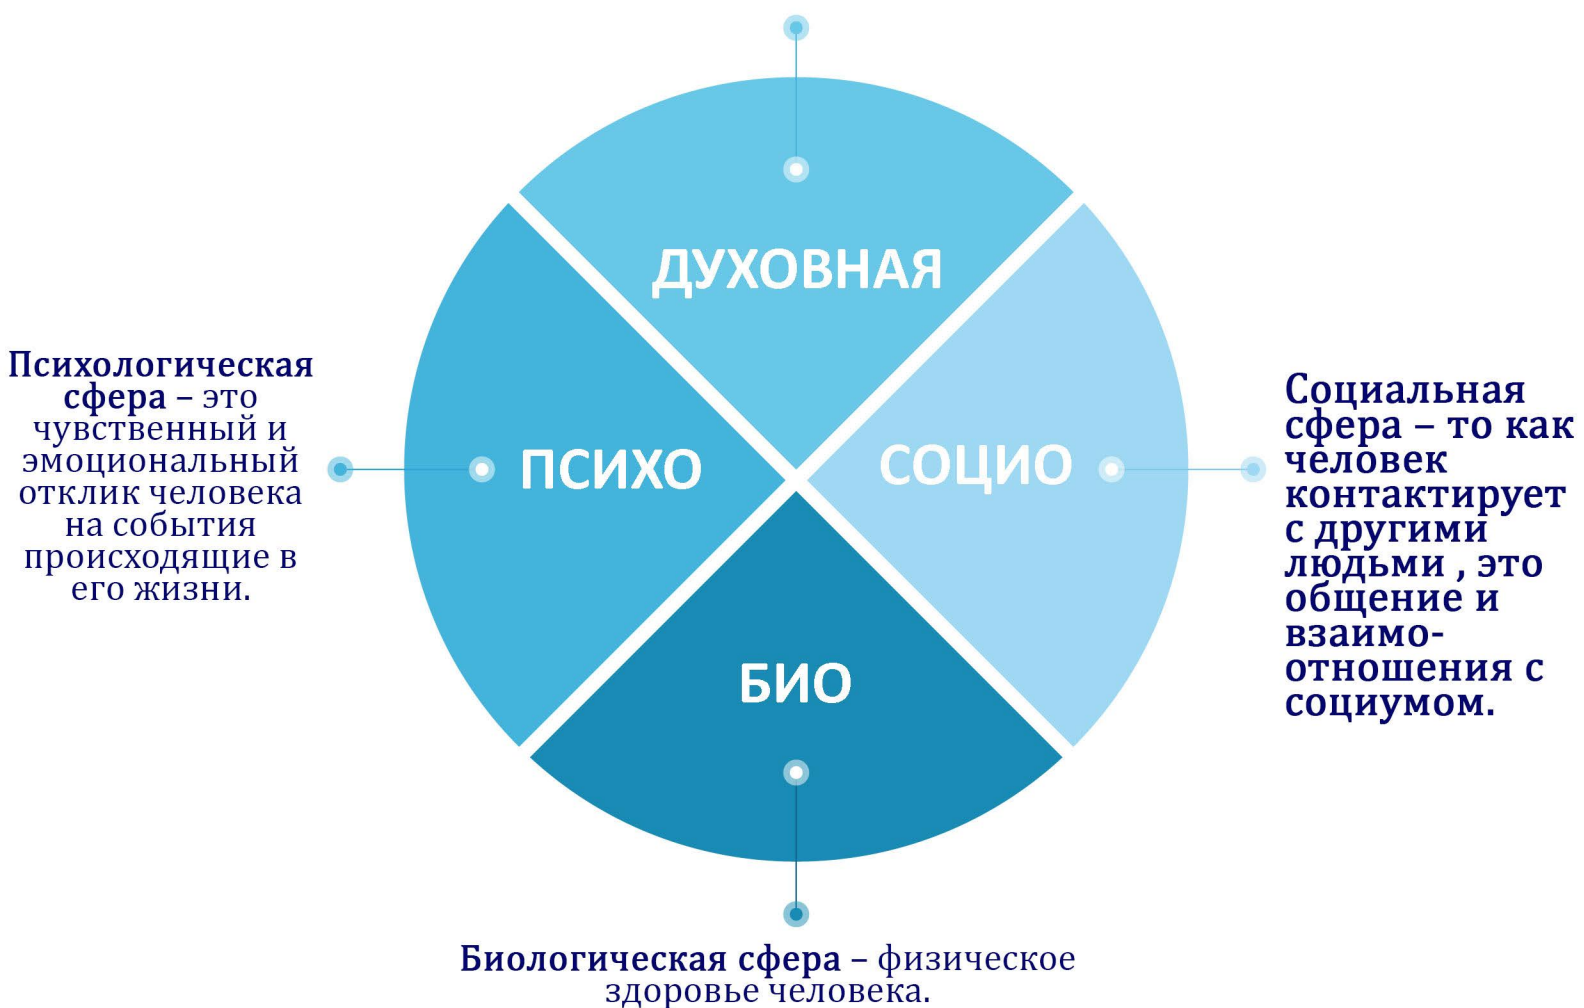 ДУХОВНАЯ
Психологическая
сфера – это
чувственный и
эмоциональный
отклик человека
на события
происходящие в
его жизни.
ПСИХО
СОЦИО
Социальная
сфера – то как
человек
контактирует
с другими
людьми , это
общение и
взаимо-
отношения с
социумом.
БИО
Биологическая сфера – физическое
здоровье человека.